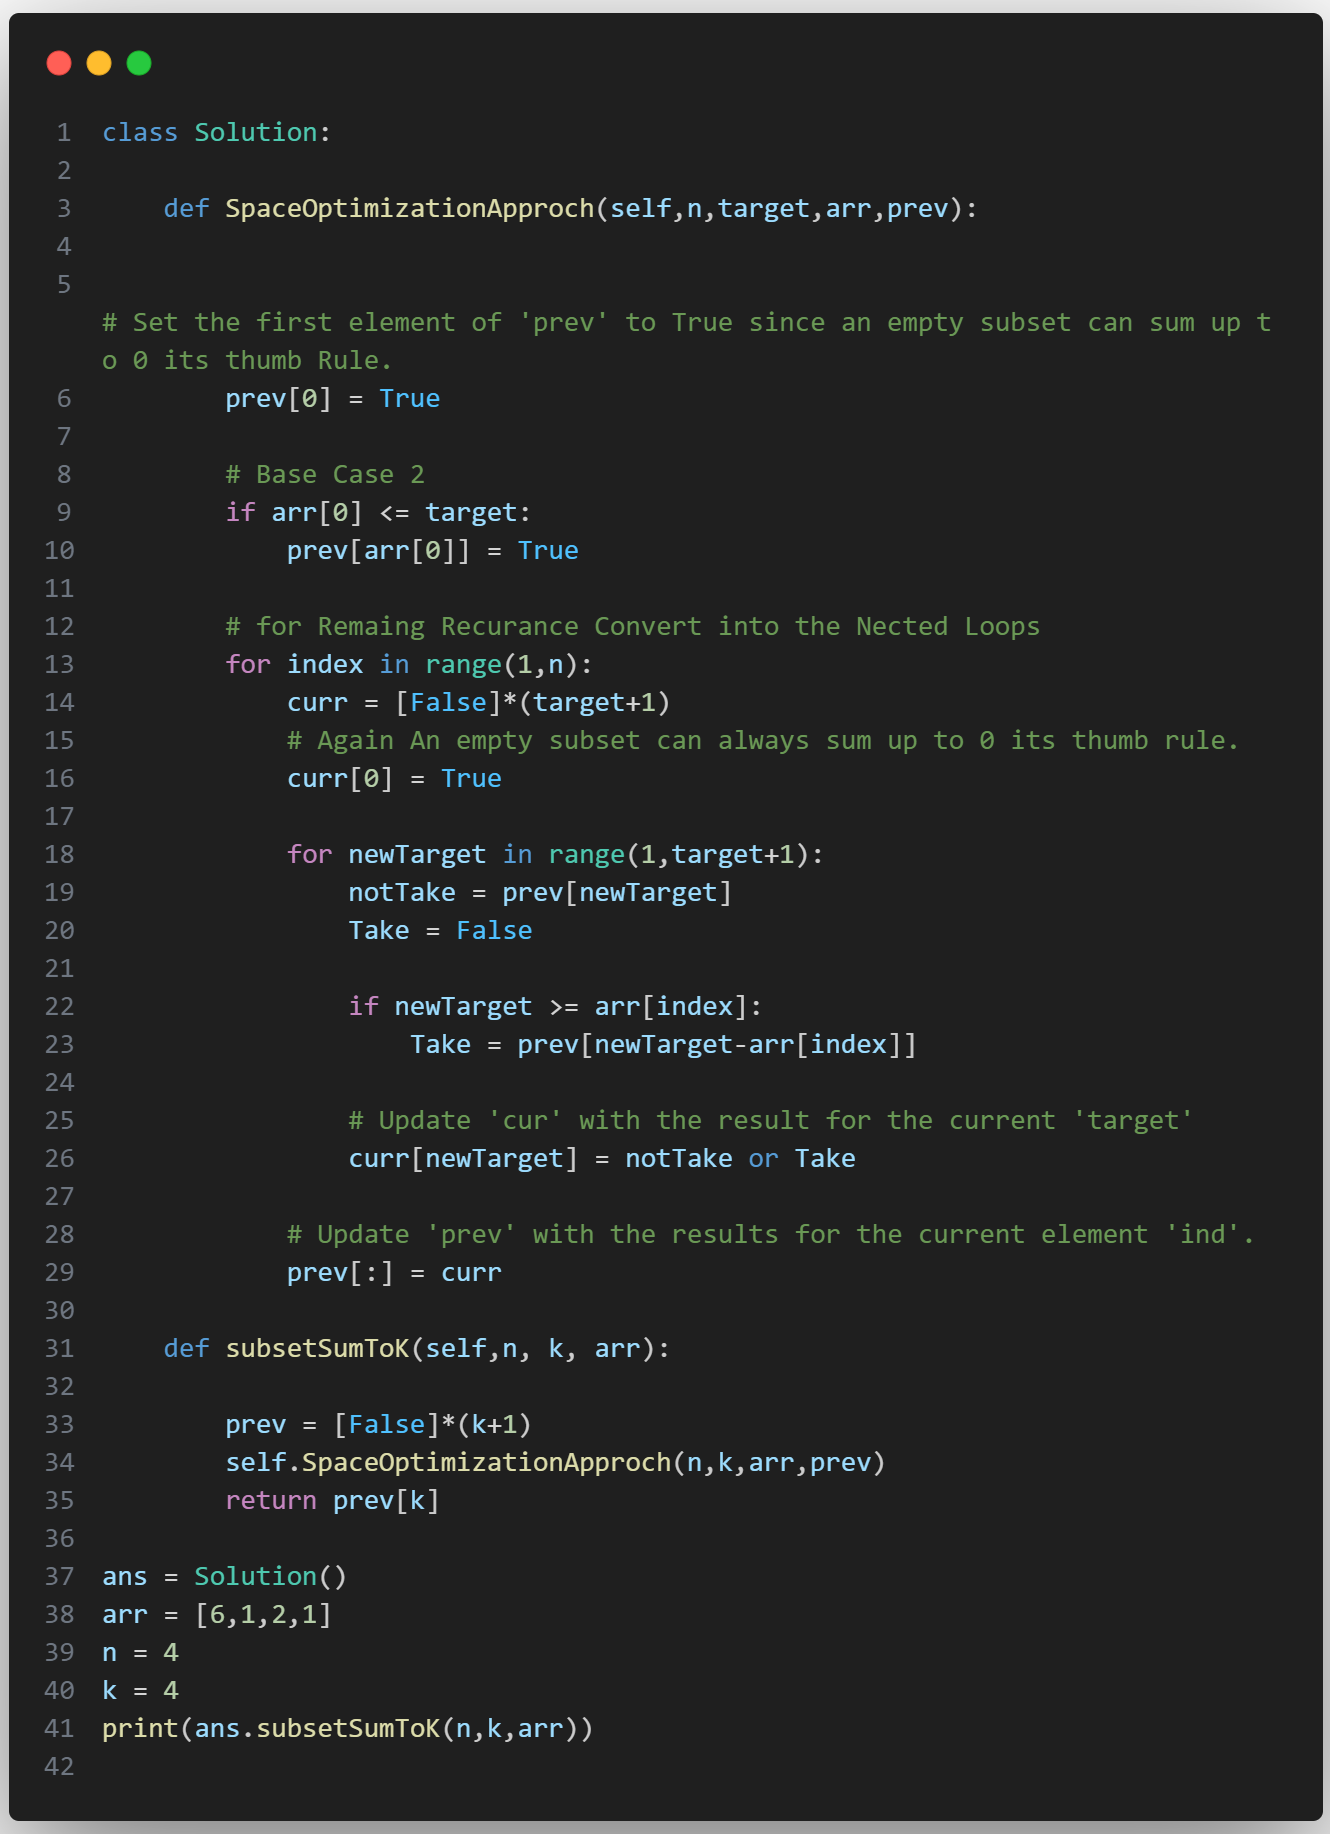 1 class Solution:
2
3     def SpaceOptimizationApproch(self,n,target,arr,prev):
4
5
# Set the first element of 'prev' to True since an empty subset can sum up t
o 0 its thumb Rule.
6         prev[0] = True
7
8         # Base Case 2
9         if arr[0] <= target:
10             prev[arr[0]] = True
11
12         # for Remaing Recurance Convert into the Nected Loops
13         for index in range(1,n):
14             curr = [False]*(target+1)
15             # Again An empty subset can always sum up to 0 its thumb rule.
16             curr[0] = True
17
18             for newTarget in range(1,target+1):
19                 notTake = prev[newTarget]
20                 Take = False
21
22                 if newTarget >= arr[index]:
23                     Take = prev[newTarget-arr[index]]
24
25                 # Update 'cur' with the result for the current 'target'
26                 curr[newTarget] = notTake or Take
27
28             # Update 'prev' with the results for the current element 'ind'.
29             prev[:] = curr
30
31     def subsetSumToK(self,n, k, arr):
32
33         prev = [False]*(k+1)
34         self.SpaceOptimizationApproch(n,k,arr,prev)
35         return prev[k]
36
37 ans = Solution()
38 arr = [6,1,2,1]
39 n = 4
40 k = 4
41 print(ans.subsetSumToK(n,k,arr))
42